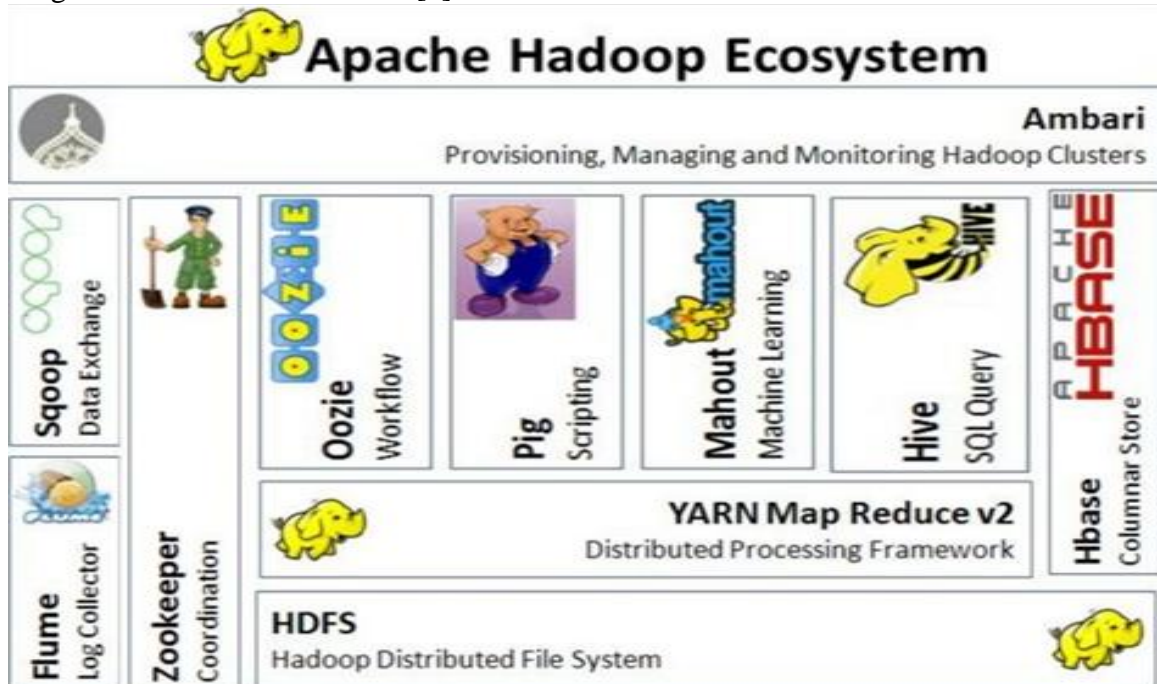 Apache Hadoop Ecosystem
Ambari
Provisioning, Managing and Monitoring Hadoop Clusters
Sqoop
Sqoop
Data Exchange
Flume
Flume
Log Collector
Zookeeper
Coordination
OOZiE
Oozie
Workflow
Pig
Scripting
mahout
Mahout
Machine Learning
HIVE
Hive
SQL Query
APACHE
HBASE
Hbase
Columnar Store
YARN Map Reduce v2
Distributed Processing Framework
HDFS
Hadoop Distributed File System